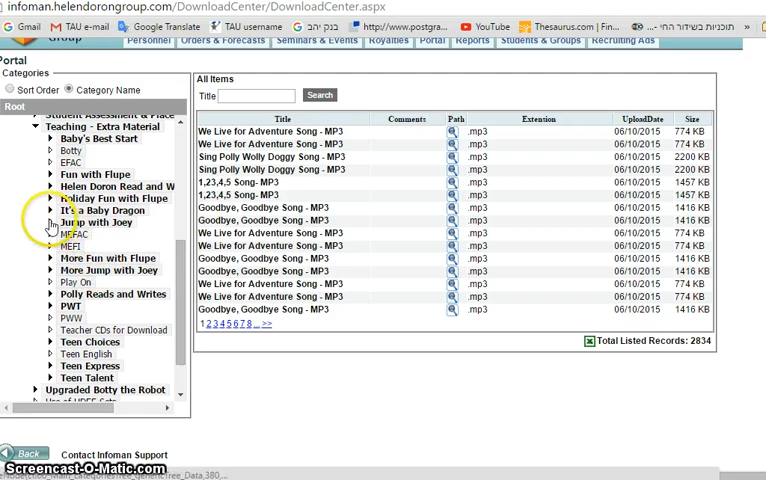 infoman.helendorongroup.com/DownloadCenter/DownloadCenter.aspx
Gmail TAU e-mail Google Translate TAU username בנק יהב http://www.postgra... YouTube Thesaurus.com | Fin... תוכניות בשידור החי -... »
Group Personnel Orders & Forecasts Seminars & Events Royalties Portal Reports Students & Groups Recruiting Ads
Portal
Categories
Sort Order Category Name
Root
Student Assessment & Place
Teaching - Extra Material
Baby's Best Start
Botty
EFAC
Fun with Flupe
Helen Doron Read and W
Holiday Fun with Flupe
It's a Baby Dragon
Jump with Joey
MEFAC
MEFI
More Fun with Flupe
More Jump with Joey
Play On
Polly Reads and Writes
PWT
PWW
Teacher CDs for Download
Teen Choices
Teen English
Teen Express
Teen Talent
Upgraded Botty the Robot
All Items
Title Search
Title Comments Path Extension UploadDate Size
We Live for Adventure Song - MP3 .mp3 06/10/2015 774 KB
We Live for Adventure Song - MP3 .mp3 06/10/2015 774 KB
Sing Polly Wolly Doggy Song - MP3 .mp3 06/10/2015 2200 KB
Sing Polly Wolly Doggy Song - MP3 .mp3 06/10/2015 2200 KB
1,23,4,5 Song- MP3 .mp3 06/10/2015 1457 KB
1,23,4,5 Song- MP3 .mp3 06/10/2015 1457 KB
Goodbye, Goodbye Song - MP3 .mp3 06/10/2015 1416 KB
Goodbye, Goodbye Song - MP3 .mp3 06/10/2015 1416 KB
We Live for Adventure Song - MP3 .mp3 06/10/2015 774 KB
We Live for Adventure Song - MP3 .mp3 06/10/2015 774 KB
Goodbye, Goodbye Song - MP3 .mp3 06/10/2015 1416 KB
Goodbye, Goodbye Song - MP3 .mp3 06/10/2015 1416 KB
We Live for Adventure Song - MP3 .mp3 06/10/2015 774 KB
We Live for Adventure Song - MP3 .mp3 06/10/2015 774 KB
Goodbye, Goodbye Song - MP3 .mp3 06/10/2015 1416 KB
1 2 3 4 5 6 7 8 ... >>
Total Listed Records: 2834
Back Contact Infoman Support
Screencast-O-Matic.com